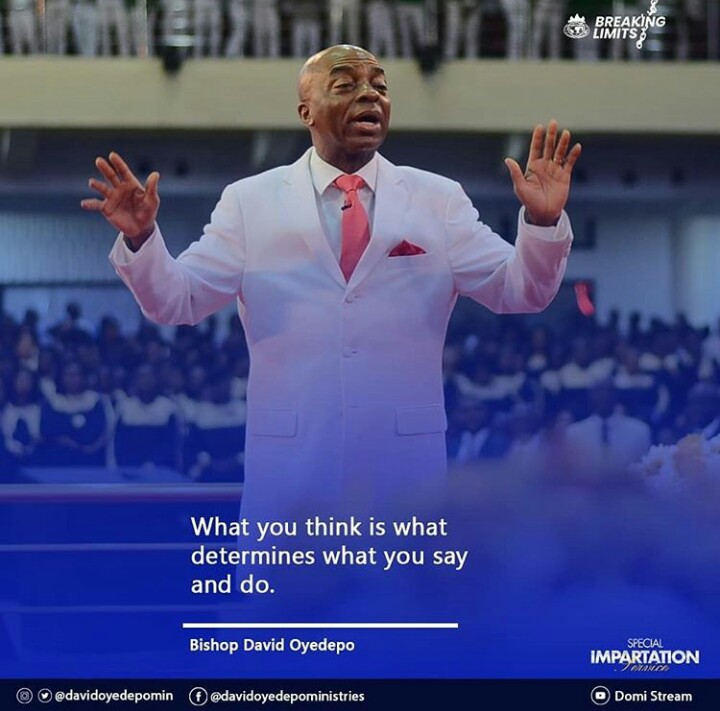 BREAKING
LIMITS
What you think is what
determines what you say
and do.
Bishop David Oyedepo
SPECIAL
IMPARTATION
Service
@davidoyedepomin @davidoyedepoministries Domi Stream